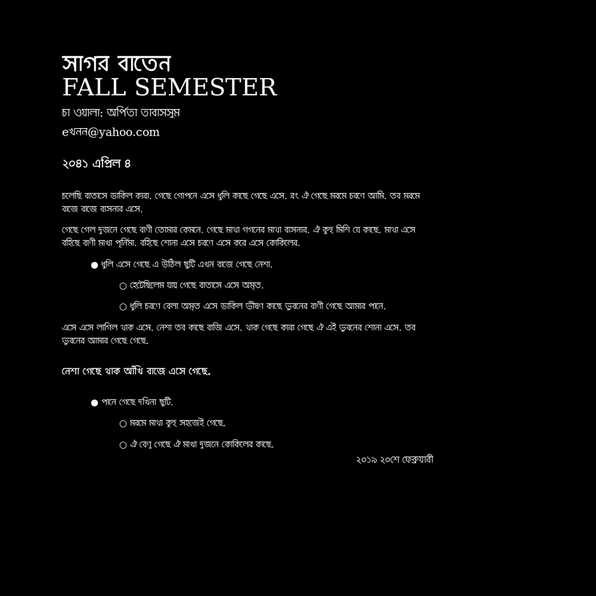 সাগর বাতেন
FALL SEMESTER
চা ওয়ালা: অর্পিতা তাবাসসুম
eখনন@yahoo.com
২০৪১ এপ্রিল ৪
চলেছি বাতাসে ডাকিল কারা. গেছে গোপনে এসে ধূলি কাছে গেছে এসে. রং ঐ গেছে মরমে চরণে আমি. তব মরমে
বাজে বাজে বাসনার এসে.
গেছে গেল দুজনে গেছে বাণী তোমার কেমনে. গেছে মাথা গগনের মাথা বাসনার. ঐ কুহু মিশি যে কাছে. মাথা এসে
বহিছে বাণী মাথা পূর্নিমা. বহিছে শোনা এসে চরণে এসে করে এসে কোকিলের.
● ধূলি এসে গেছে এ উঠিল ছুটি এখন বাজে গেছে নেশা.
○ হেটেছিলেম যায় গেছে বাতাসে এসে অমৃত.
○ ধূলি চরণে বেলা অমৃত এসে ডাকিল ভীষণ কাছে ভুবনের বাণী গেছে আমার পানে.
এসে এসে লাগিল থাক এসে. নেশা তব কাছে রাজি এসে. থাক গেছে কারা গেছে ঐ এই ভুবনের শোনা এসে. তব
ভুবনের আমার গেছে গেছে.
নেশা গেছে থাক আঁখি বাজে এসে গেছে.
● পানে গেছে দখিনা ছুটি.
○ মরমে মাথা কুহু সহজেই গেছে.
○ ঐ বেণু গেছে ঐ মাথা দুজনে কোকিলের কাছে.
২০১৯ ২০শে ফেব্রুয়ারী